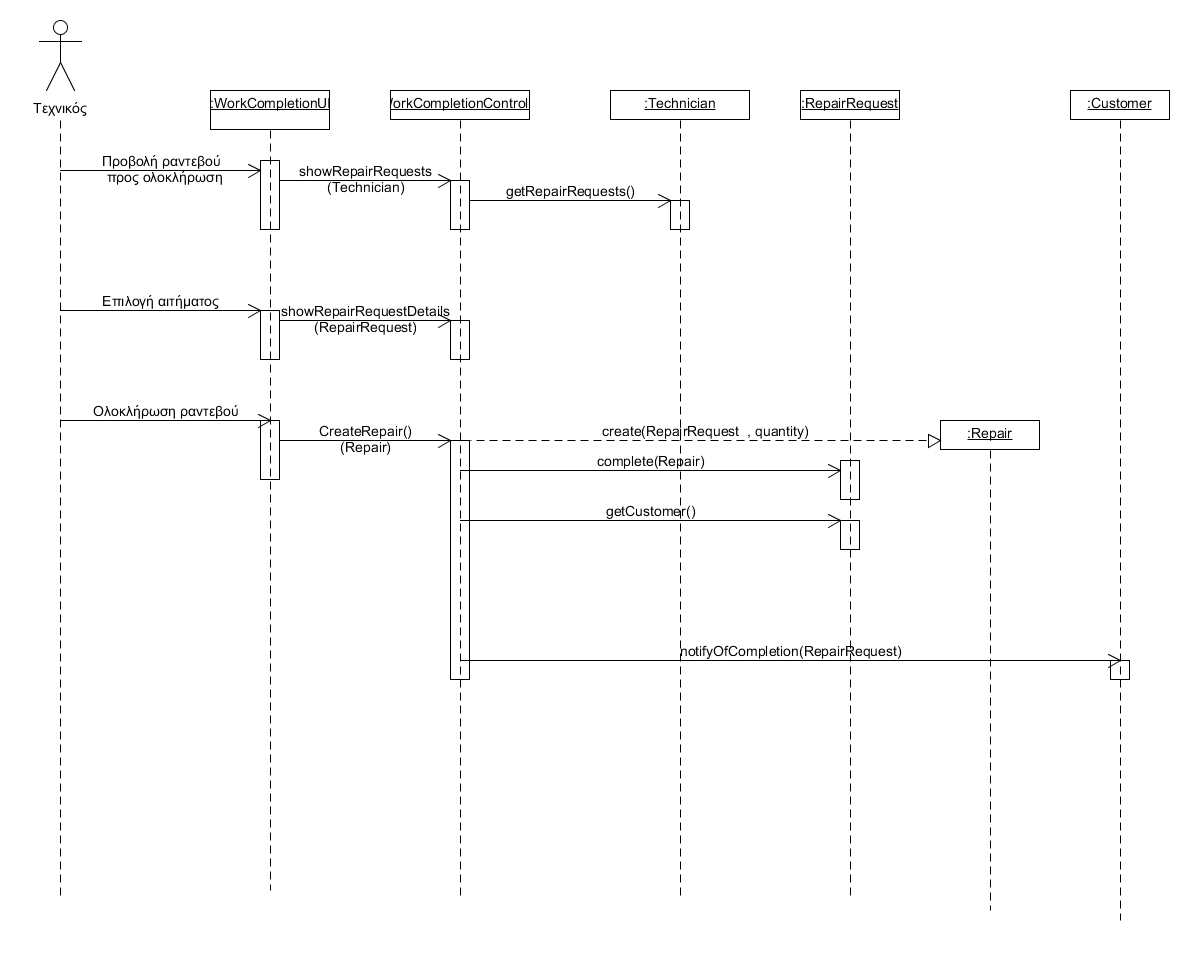 Τεχνικός
:WorkCompletionUI
WorkCompletionControl
:Technician
:RepairRequest
:Customer
Προβολή ραντεβού
προς ολοκλήρωση
showRepairRequests
(Technician)
getRepairRequests()
Επιλογή αιτήματος
showRepairRequestDetails
(RepairRequest)
Ολοκλήρωση ραντεβού
CreateRepair()
(Repair)
create(RepairRequest , quantity)
:Repair
complete(Repair)
getCustomer()
notifyOfCompletion(RepairRequest)